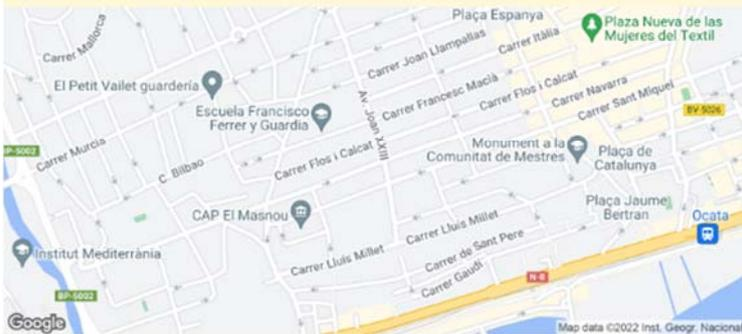 Plaça Espanya
Plaza Nueva de las
Mujeres del Textil
Carrer Mallorca
Carrer Itàlia
Carrer Joan Llampallas
El Petit Vailet guardería
Av. Joan XXIII
Carrer Francesc Macià
Carrer Flos i Calcat
Carrer Navarra
Carrer Sant Miquel
BV-5026
Escuela Francisco
Ferrer y Guardia
BP-5002
Carrer Murcia
C. Bilbao
Carrer Flos i Calcat
Monument a la
Comunitat de Mestres
Plaça de
Catalunya
CAP El Masnou
Plaça Jaume
Bertran
Ocata
Carrer Lluís Millet
Institut Mediterrània
Carrer Lluís Millet
Carrer de Sant Pere
Carrer Gaudí
N-II
BP-5002
Google
Map data ©2022 Inst. Geogr. Nacional